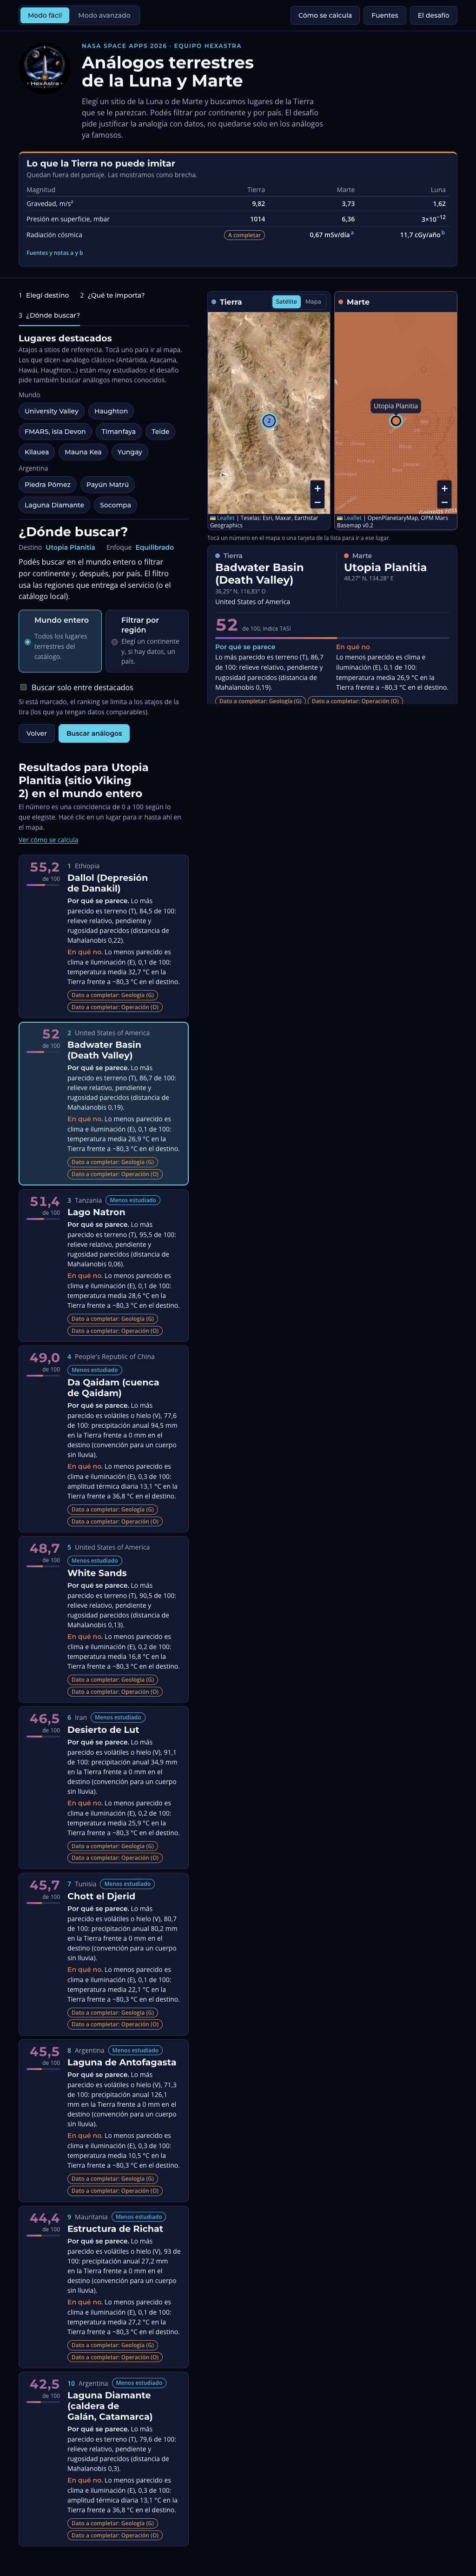 Modo fácil
Modo avanzado
Cómo se calcula
Fuentes
El desafío
NASA SPACE APPS 2026 · EQUIPO HEXASTRA
Análogos terrestres
de la Luna y Marte
Elegí un sitio de la Luna o de Marte y buscamos lugares de la Tierra
que se le parezcan. Podés filtrar por continente y país. El desafío
pide justificar la analogía con datos, no quedarse solo en los análogos
ya famosos.
Lo que la Tierra no puede imitar
Quedan fuera del puntaje. Las mostramos como brecha.
Magnitud Tierra Marte Luna
Gravedad, m/s² 9,82 3,73 1,62
Presión en superficie, mbar 1014 6,36 3×10⁻¹²
Radiación cósmica A completar 0,67 mSv/día a 11,7 cGy/año b
Fuentes y notas a y b
1 Elegí destino
2 ¿Qué te importa?
3 ¿Dónde buscar?
Lugares destacados
Atajos a sitios de referencia. Tocá uno para ir al mapa.
Los que dicen «análogo clásico» (Antártida, Atacama,
Hawái, Haughton...) están muy estudiados: el desafío
pide también buscar análogos menos conocidos.
Mundo
University Valley
Haughton
FMARS, isla Devon
Timanfaya
Teide
Kīlauea
Mauna Kea
Yungay
Argentina
Piedra Pómez
Payún Matrú
Laguna Diamante
Socompa
¿Dónde buscar?
Destino Utopia Planitia Enfoque Equilibrado
Podés buscar en el mundo entero o filtrar
por continente y, después, por país. El filtro
usa las regiones que entrega el servicio (o el
catálogo local).
Mundo entero
Todos los lugares
terrestres del
catálogo.
Filtrar por
región
Elegí un continente
y, si hay datos, un
país.
Buscar solo entre destacados
Si está marcado, el ranking se limita a los atajos de la
tira (los que ya tengan datos comparables).
Volver
Buscar análogos
Tierra
Satélite
Mapa
2
+
−
Leaflet | Teselas: Esri, Maxar, Earthstar
Geographics
Marte
Utopia Planitia
+
−
Leaflet | OpenPlanetaryMap, OPM Mars
Basemap v0.2
Tocá un número en el mapa o una tarjeta de la lista para ir a ese lugar.
Tierra
Badwater Basin
(Death Valley)
36,25° N, 116,83° O
United States of America
Marte
Utopia Planitia
48,27° N, 134,28° E
52 de 100, índice TASI
Por qué se parece
Lo más parecido es terreno (T), 86,7
de 100: relieve relativo, pendiente y
rugosidad parecidos (distancia de
Mahalanobis 0,19).
En qué no
Lo menos parecido es clima e
iluminación (E), 0,1 de 100:
temperatura media 26,9 °C en la
Tierra frente a −80,3 °C en el destino.
Dato a completar: Geología (G)
Dato a completar: Operación (O)
Resultados para Utopia
Planitia (sitio Viking
2) en el mundo entero
El número es una coincidencia de 0 a 100 según lo
que elegiste. Hacé clic en un lugar para ir hasta ahí en
el mapa.
Ver cómo se calcula
55,2
de 100
1 Ethiopia
Dallol (Depresión
de Danakil)
Por qué se parece. Lo más
parecido es terreno (T), 84,5 de 100:
relieve relativo, pendiente y
rugosidad parecidos (distancia de
Mahalanobis 0,22).
En qué no. Lo menos parecido es
clima e iluminación (E), 0,1 de 100:
temperatura media 32,7 °C en la
Tierra frente a −80,3 °C en el destino.
Dato a completar: Geología (G)
Dato a completar: Operación (O)
52
de 100
2 United States of America
Badwater Basin
(Death Valley)
Por qué se parece. Lo más
parecido es terreno (T), 86,7 de 100:
relieve relativo, pendiente y
rugosidad parecidos (distancia de
Mahalanobis 0,19).
En qué no. Lo menos parecido es
clima e iluminación (E), 0,1 de 100:
temperatura media 26,9 °C en la
Tierra frente a −80,3 °C en el destino.
Dato a completar: Geología (G)
Dato a completar: Operación (O)
51,4
de 100
3 Tanzania Menos estudiado
Lago Natron
Por qué se parece. Lo más
parecido es terreno (T), 95,5 de 100:
relieve relativo, pendiente y
rugosidad parecidos (distancia de
Mahalanobis 0,06).
En qué no. Lo menos parecido es
clima e iluminación (E), 0,1 de 100:
temperatura media 28,6 °C en la
Tierra frente a −80,3 °C en el destino.
Dato a completar: Geología (G)
Dato a completar: Operación (O)
49,0
de 100
4 People's Republic of China
Menos estudiado
Da Qaidam (cuenca
de Qaidam)
Por qué se parece. Lo más
parecido es volátiles o hielo (V), 77,6
de 100: precipitación anual 94,5 mm
en la Tierra frente a 0 mm en el
destino (convención para un cuerpo
sin lluvia).
En qué no. Lo menos parecido es
clima e iluminación (E), 0,3 de 100:
amplitud térmica diaria 13,1 °C en la
Tierra frente a 36,8 °C en el destino.
Dato a completar: Geología (G)
Dato a completar: Operación (O)
48,7
de 100
5 United States of America
Menos estudiado
White Sands
Por qué se parece. Lo más
parecido es terreno (T), 90,5 de 100:
relieve relativo, pendiente y
rugosidad parecidos (distancia de
Mahalanobis 0,13).
En qué no. Lo menos parecido es
clima e iluminación (E), 0,2 de 100:
temperatura media 16,8 °C en la
Tierra frente a −80,3 °C en el destino.
Dato a completar: Geología (G)
Dato a completar: Operación (O)
46,5
de 100
6 Iran Menos estudiado
Desierto de Lut
Por qué se parece. Lo más
parecido es volátiles o hielo (V), 91,1
de 100: precipitación anual 34,9 mm
en la Tierra frente a 0 mm en el
destino (convención para un cuerpo
sin lluvia).
En qué no. Lo menos parecido es
clima e iluminación (E), 0,2 de 100:
temperatura media 25,9 °C en la
Tierra frente a −80,3 °C en el destino.
Dato a completar: Geología (G)
Dato a completar: Operación (O)
45,7
de 100
7 Tunisia Menos estudiado
Chott el Djerid
Por qué se parece. Lo más
parecido es volátiles o hielo (V), 80,7
de 100: precipitación anual 80,2 mm
en la Tierra frente a 0 mm en el
destino (convención para un cuerpo
sin lluvia).
En qué no. Lo menos parecido es
clima e iluminación (E), 0,1 de 100:
temperatura media 22,1 °C en la
Tierra frente a −80,3 °C en el destino.
Dato a completar: Geología (G)
Dato a completar: Operación (O)
45,5
de 100
8 Argentina Menos estudiado
Laguna de Antofagasta
Por qué se parece. Lo más
parecido es volátiles o hielo (V), 71,3
de 100: precipitación anual 126,1
mm en la Tierra frente a 0 mm en el
destino (convención para un cuerpo
sin lluvia).
En qué no. Lo menos parecido es
clima e iluminación (E), 0,3 de 100:
temperatura media 10,5 °C en la
Tierra frente a −80,3 °C en el destino.
Dato a completar: Geología (G)
Dato a completar: Operación (O)
44,4
de 100
9 Mauritania Menos estudiado
Estructura de Richat
Por qué se parece. Lo más
parecido es volátiles o hielo (V), 93 de
100: precipitación anual 27,2 mm
en la Tierra frente a 0 mm en el
destino (convención para un cuerpo
sin lluvia).
En qué no. Lo menos parecido es
clima e iluminación (E), 0,1 de 100:
temperatura media 27,2 °C en la
Tierra frente a −80,3 °C en el destino.
Dato a completar: Geología (G)
Dato a completar: Operación (O)
42,5
de 100
10 Argentina Menos estudiado
Laguna Diamante
(caldera de
Galán, Catamarca)
Por qué se parece. Lo más
parecido es terreno (T), 79,6 de 100:
relieve relativo, pendiente y
rugosidad parecidos (distancia de
Mahalanobis 0,3).
En qué no. Lo menos parecido es
clima e iluminación (E), 0,3 de 100:
amplitud térmica diaria 13,1 °C en la
Tierra frente a 36,8 °C en el destino.
Dato a completar: Geología (G)
Dato a completar: Operación (O)